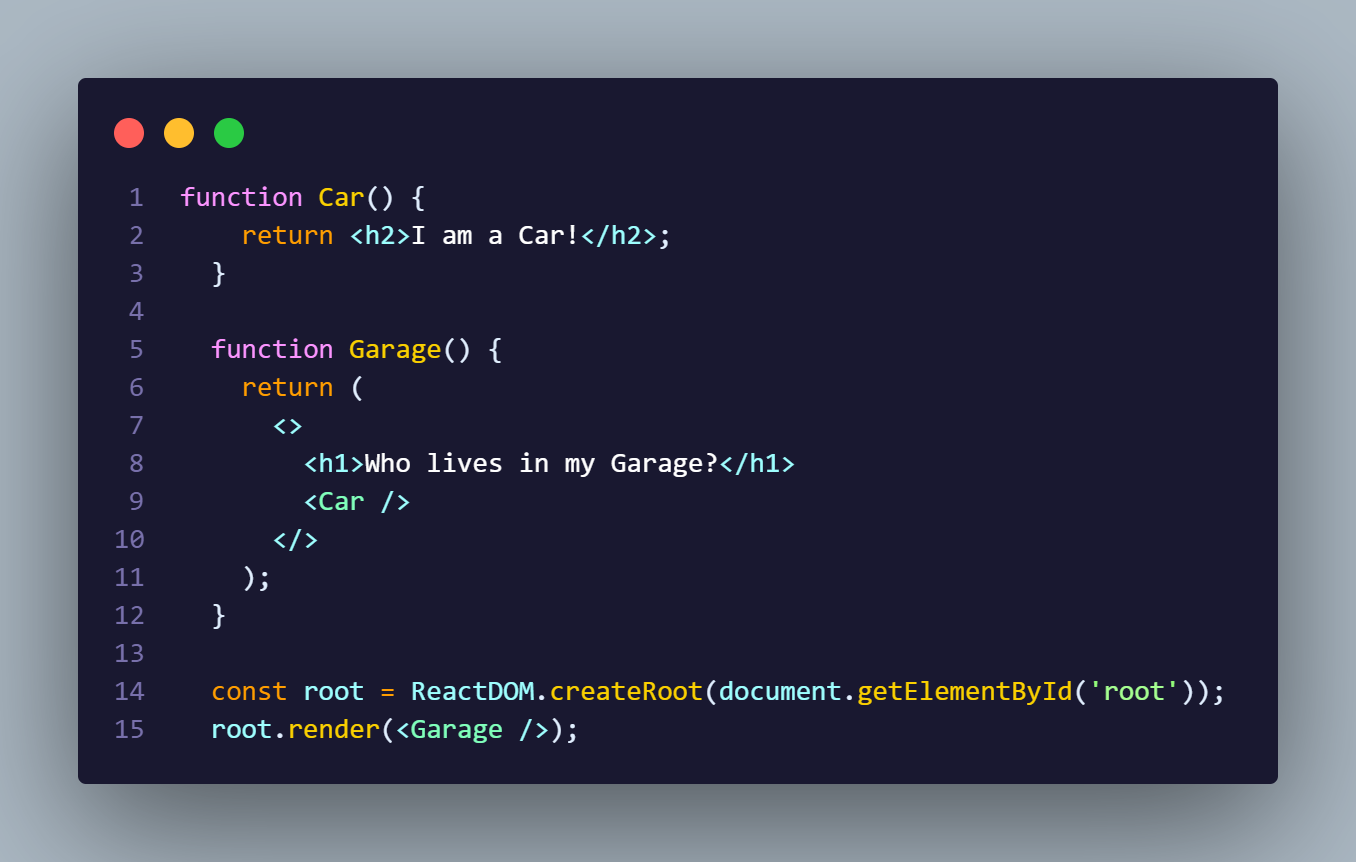 1 function Car() {
2     return <h2>I am a Car!</h2>;
3   }
4
5   function Garage() {
6     return (
7       <>
8         <h1>Who lives in my Garage?</h1>
9         <Car />
10       </>
11     );
12   }
13
14   const root = ReactDOM.createRoot(document.getElementById('root'));
15   root.render(<Garage />);